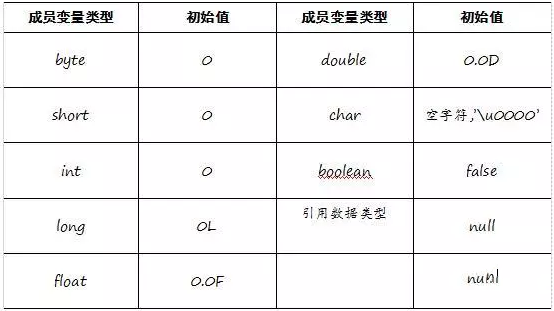 成员变量类型 初始值 成员变量类型 初始值
byte 0 double 0.0D
short 0 char 空字符,'\u0000'
int 0 boolean false
long 0L 引用数据类型 null
float 0.0F